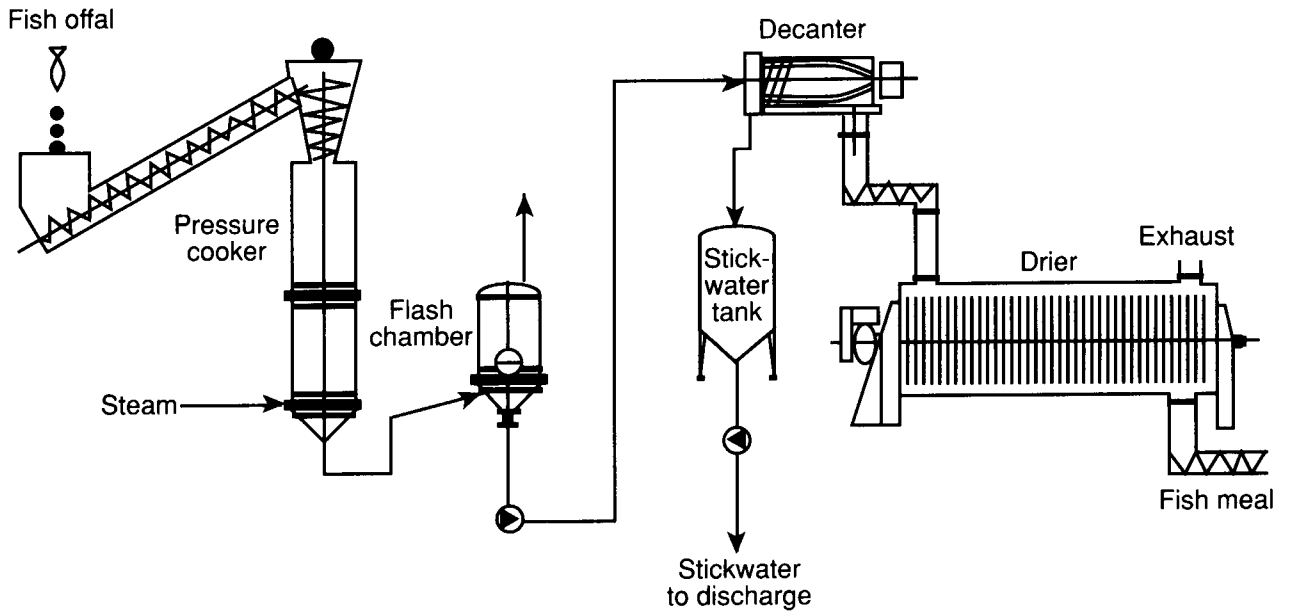 Fish offal
Pressure
cooker
Steam
Flash
chamber
Decanter
Stick-
water
tank
Stickwater
to discharge
Drier
Exhaust
Fish meal